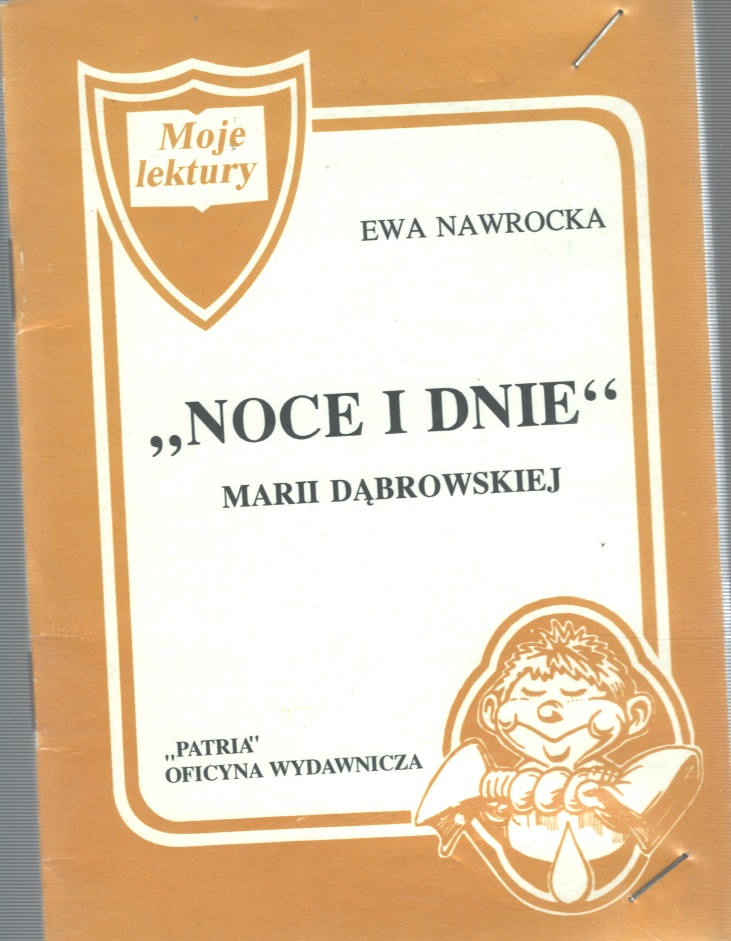 Moje
lektury
EWA NAWROCKA
„NOCE I DNIE“
MARII DĄBROWSKIEJ
„PATRIA"
OFICYNA WYDAWNICZA